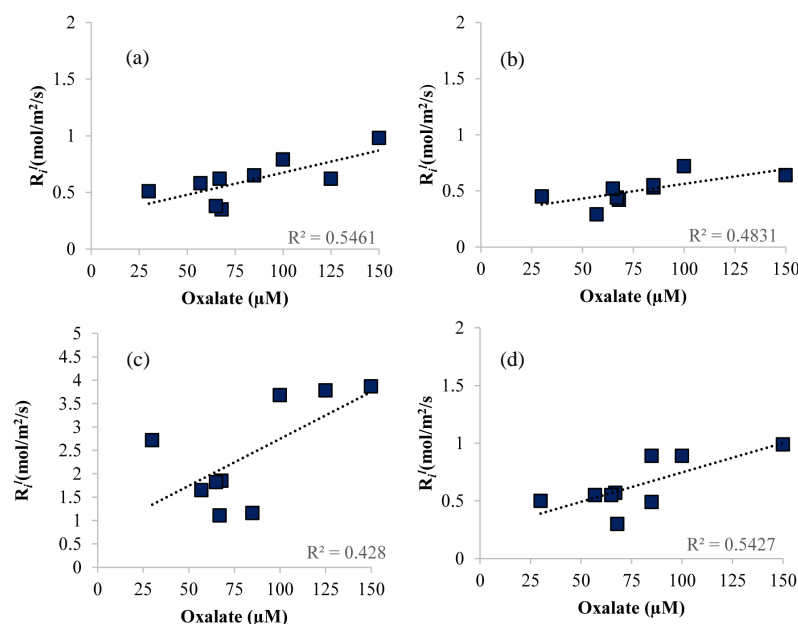 (a)
R_i^I(mol/m²/s)
2
1.5
1
0.5
0
R² = 0.5461
0 25 50 75 100 125 150
Oxalate (µM)
(b)
R_i^I(mol/m²/s)
2
1.5
1
0.5
0
R² = 0.4831
0 25 50 75 100 125 150
Oxalate (µM)
(c)
R_i^I(mol/m²/s)
5
4.5
4
3.5
3
2.5
2
1.5
1
0.5
0
R² = 0.428
0 25 50 75 100 125 150
Oxalate (µM)
(d)
R_i^I(mol/m²/s)
2
1.5
1
0.5
0
R² = 0.5427
0 25 50 75 100 125 150
Oxalate (µM)